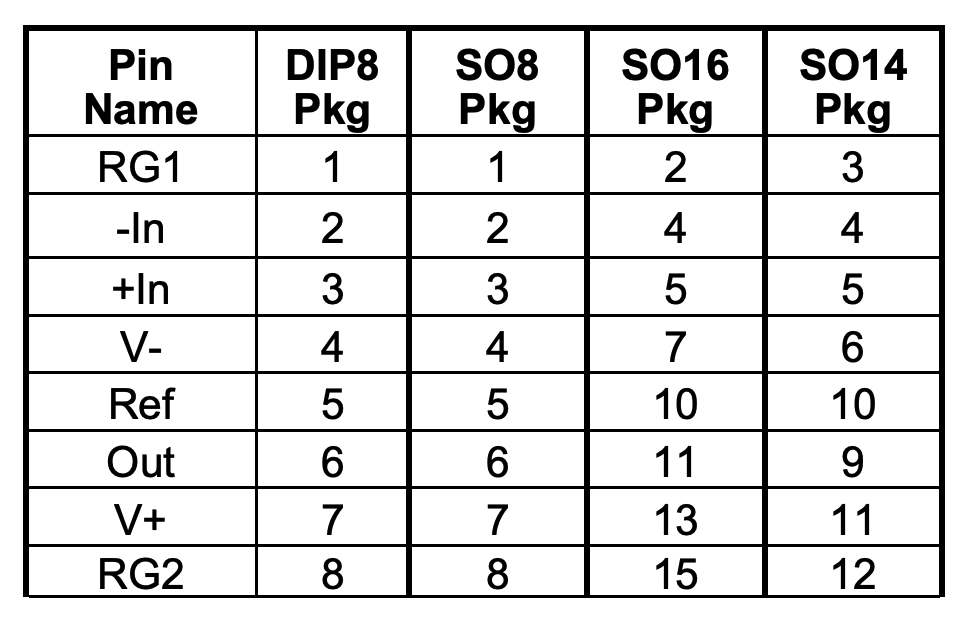 Pin Name DIP8 Pkg SO8 Pkg SO16 Pkg SO14 Pkg
RG1 1 1 2 3
-In 2 2 4 4
+In 3 3 5 5
V- 4 4 7 6
Ref 5 5 10 10
Out 6 6 11 9
V+ 7 7 13 11
RG2 8 8 15 12